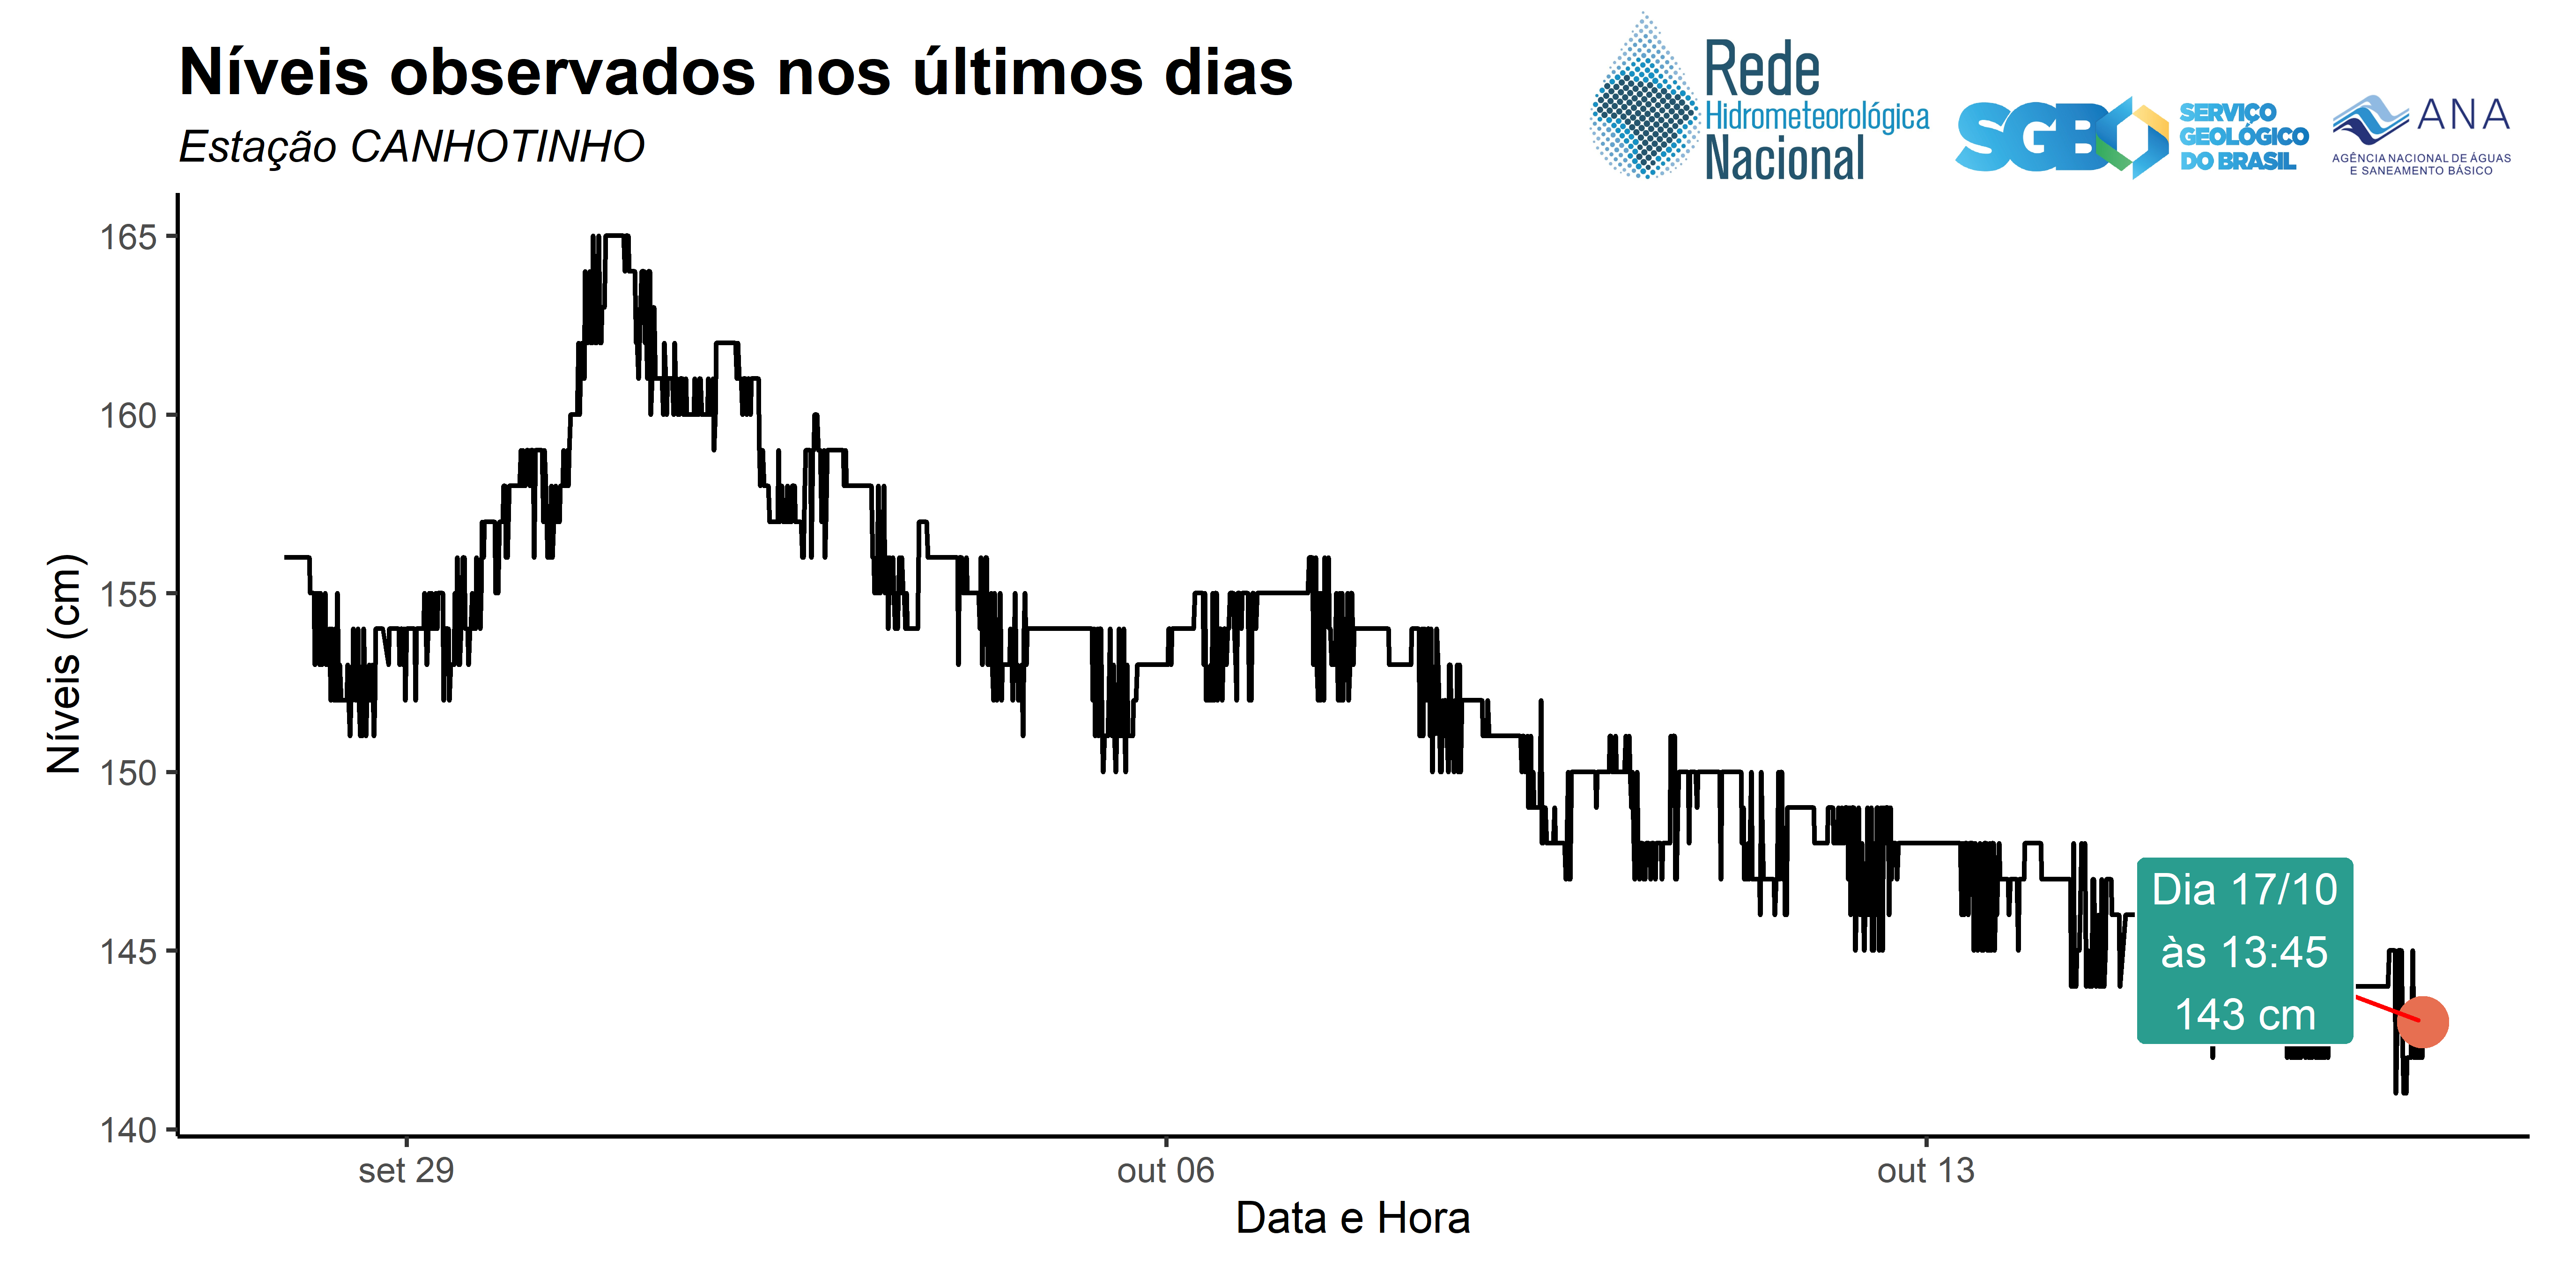 Níveis observados nos últimos dias
Estação CANHOTINHO
Rede
Hidrometeorológica
Nacional
SGB
SERVIÇO
GEOLÓGICO
DO BRASIL
ANA
AGÊNCIA NACIONAL DE ÁGUAS
E SANEAMENTO BÁSICO
Níveis (cm)
165
160
155
150
145
140
Dia 17/10
às 13:45
143 cm
set 29
out 06
out 13
Data e Hora